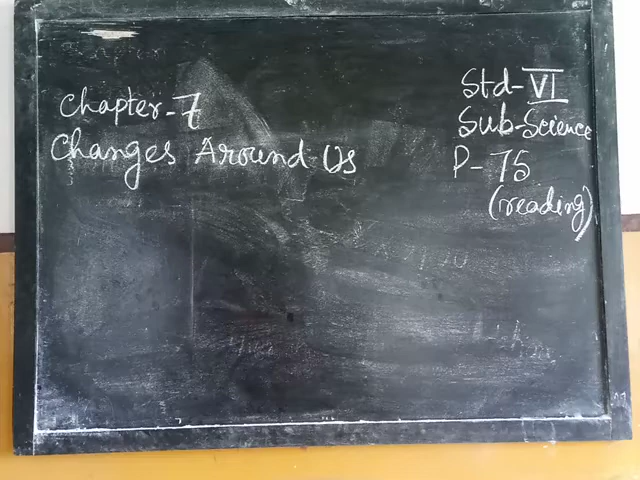 Chapter-7
Changes Around Us
Std-VI
Sub-Science
P-75
(reading)